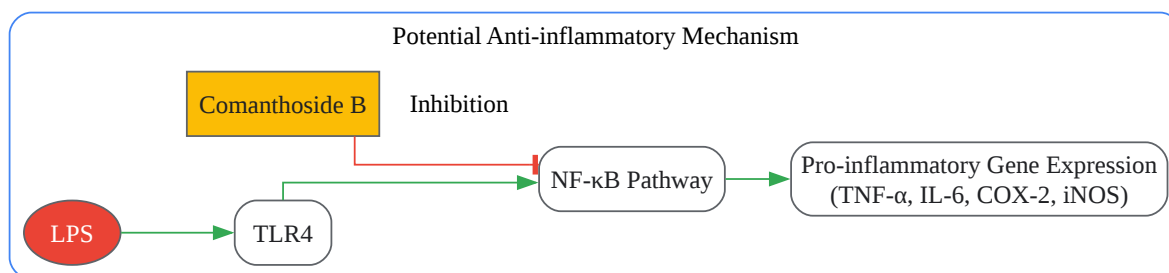 Potential Anti-inflammatory Mechanism
Comanthoside B
Inhibition
NF-κB Pathway
Pro-inflammatory Gene Expression
(TNF-α, IL-6, COX-2, iNOS)
LPS
TLR4